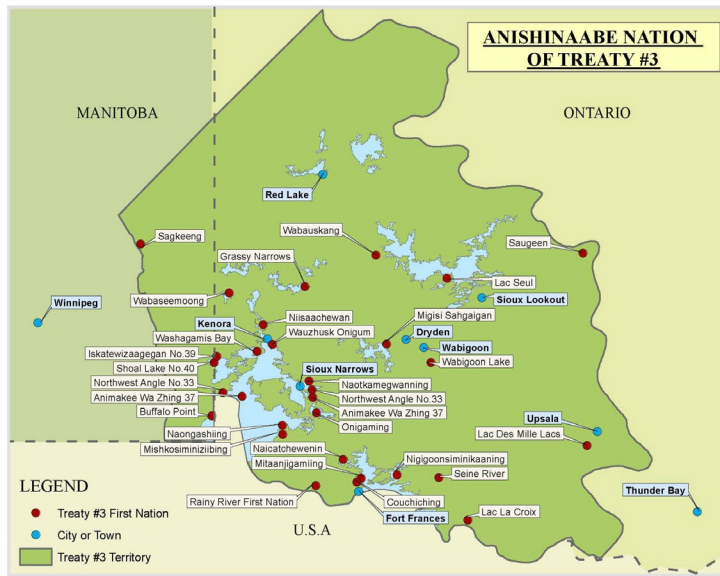 ANISHINAABE NATION
OF TREATY #3
MANITOBA
ONTARIO
Red Lake
Sagkeeng
Wabauskang
Saugeen
Grassy Narrows
Lac Seul
Wabaseemoong
Sioux Lookout
Winnipeg
Niisaachewan
Migisi Sahgaigan
Kenora
Wauzhusk Onigum
Dryden
Washagamis Bay
Wabigoon
Iskatewizaagegan No.39
Wabigoon Lake
Shoal Lake No.40
Sioux Narrows
Northwest Angle No.33
Naotkamegwanning
Animakee Wa Zhing 37
Northwest Angle No.33
Buffalo Point
Animakee Wa Zhing 37
Upsala
Naongashiing
Onigaming
Lac Des Mille Lacs
Mishkosiminiziibing
Naicatchewenin
Nigigoonsiminikaaning
Mitaanjigamiing
Seine River
Rainy River First Nation
Couchiching
Thunder Bay
Fort Frances
Lac La Croix
U.S.A
LEGEND
Treaty #3 First Nation
City or Town
Treaty #3 Territory